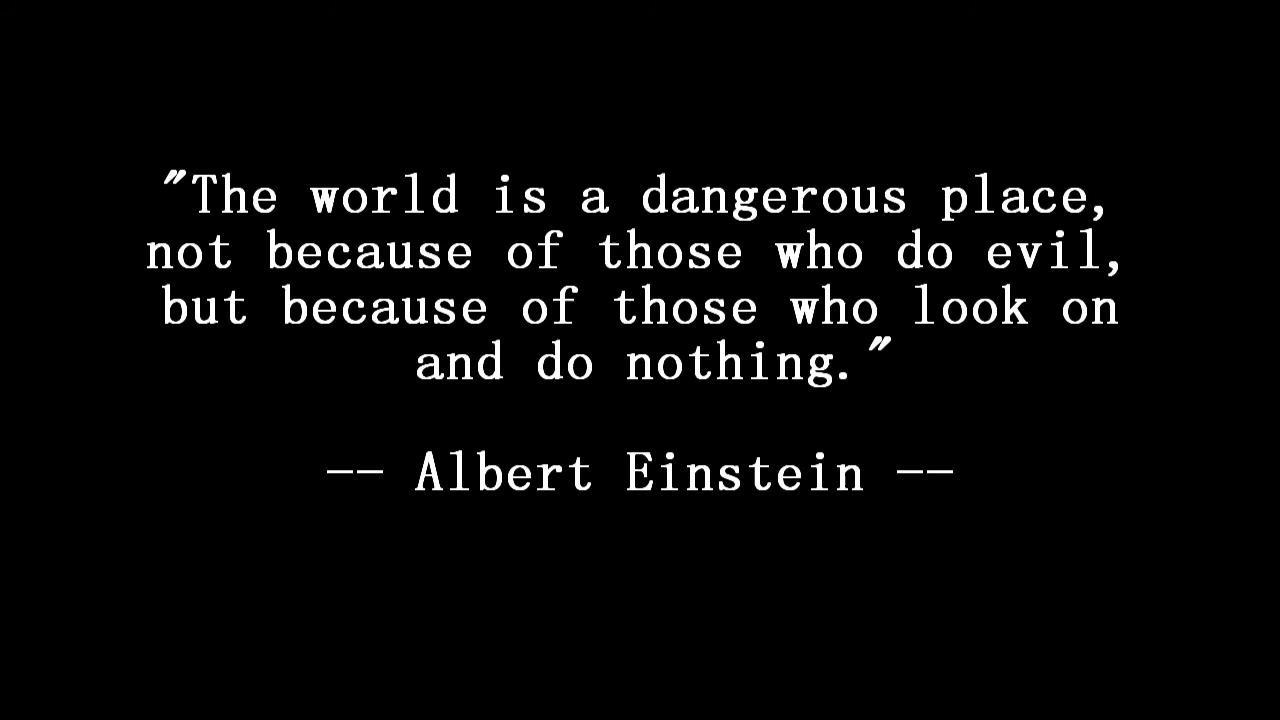 "The world is a dangerous place,
not because of those who do evil,
but because of those who look on
and do nothing."
-- Albert Einstein --